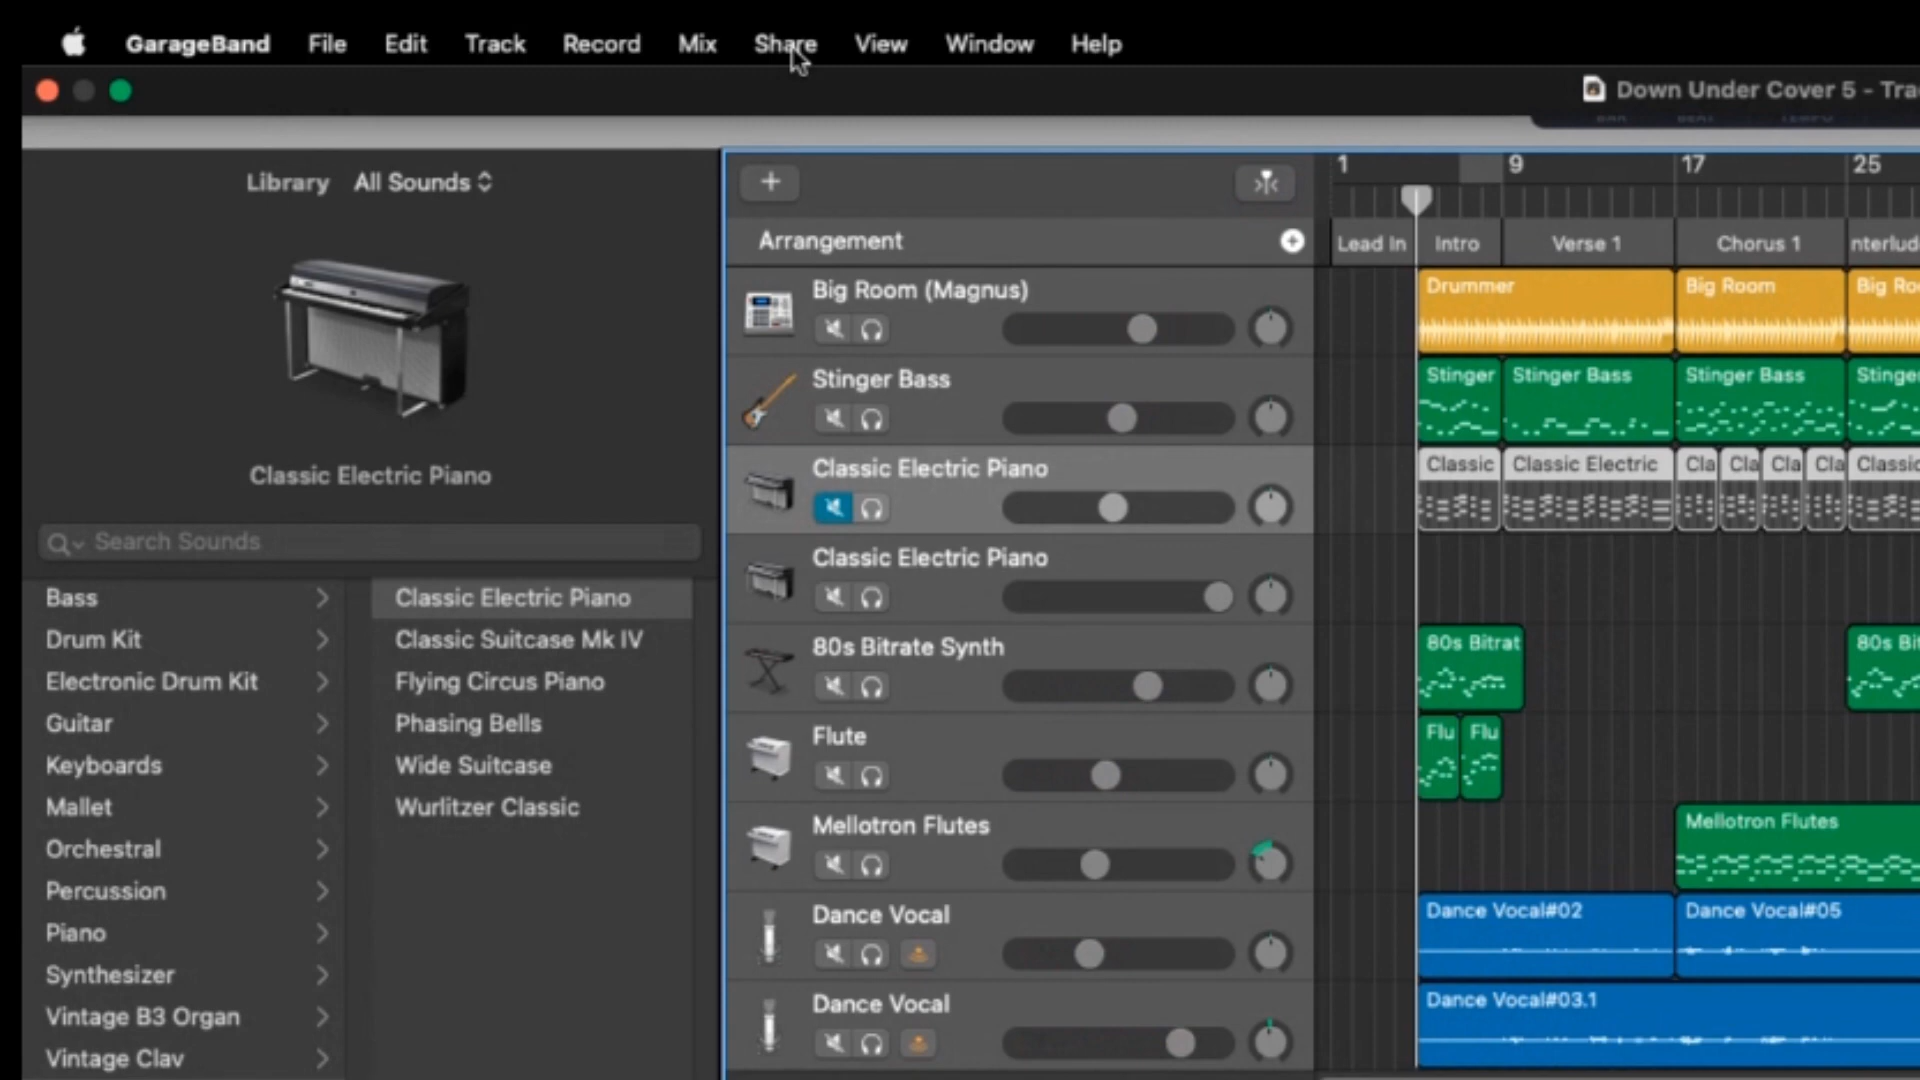 GarageBand File Edit Track Record Mix Share View Window Help
Down Under Cover 5 - Tra
Library All Sounds
1 9 17 25
Arrangement
Lead In Intro Verse 1 Chorus 1 nterlud
Classic Electric Piano
Search Sounds
Bass
Drum Kit
Electronic Drum Kit
Guitar
Keyboards
Mallet
Orchestral
Percussion
Piano
Synthesizer
Vintage B3 Organ
Vintage Clav
Classic Electric Piano
Classic Suitcase Mk IV
Flying Circus Piano
Phasing Bells
Wide Suitcase
Wurlitzer Classic
Big Room (Magnus)
Drummer Big Room Big Ro
Stinger Bass
Stinger Stinger Bass Stinger Bass Stinge
Classic Electric Piano
Classic Classic Electric Cla Cla Cla Cla Classic
Classic Electric Piano
80s Bitrate Synth
80s Bitrat 80s Bit
Flute
Flu Flu
Mellotron Flutes
Mellotron Flutes
Dance Vocal
Dance Vocal#02 Dance Vocal#05
Dance Vocal
Dance Vocal#03.1